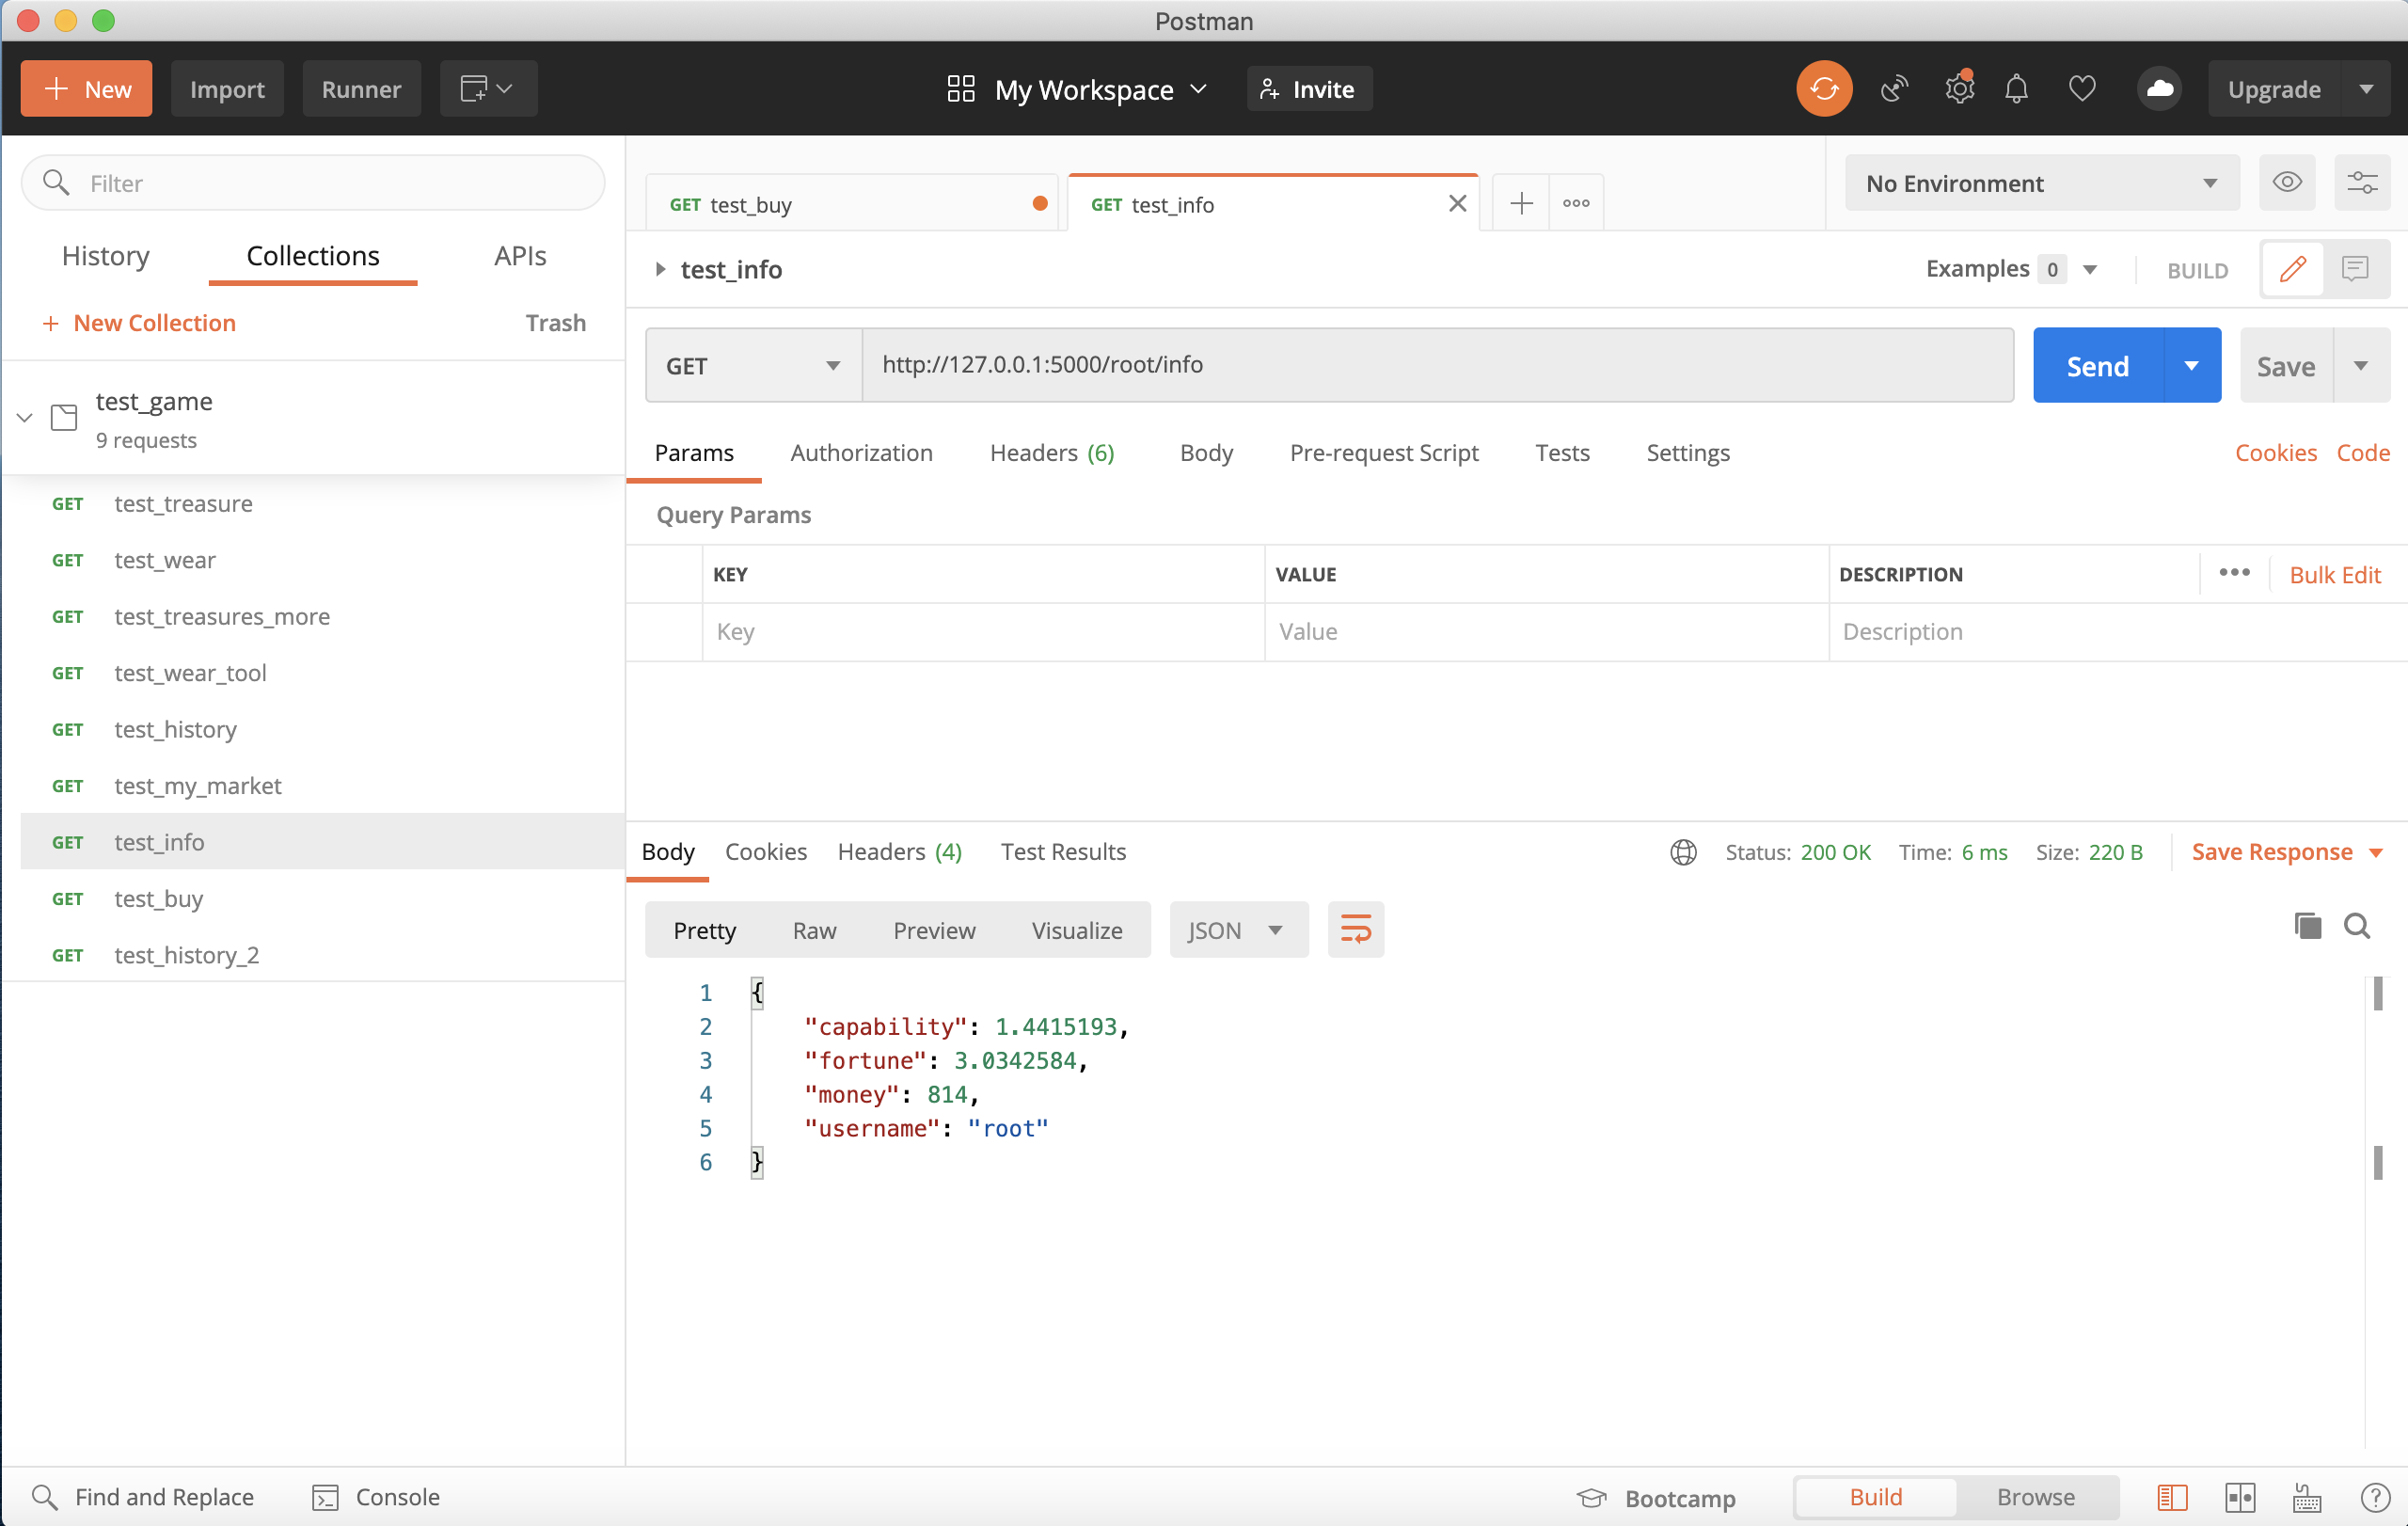 Postman
New Import Runner My Workspace Invite Upgrade
Filter
History Collections APIs
New Collection Trash
test_game
9 requests
GET test_treasure
GET test_wear
GET test_treasures_more
GET test_wear_tool
GET test_history
GET test_my_market
GET test_info
GET test_buy
GET test_history_2
GET test_buy GET test_info No Environment
test_info Examples 0 BUILD
GET http://127.0.0.1:5000/root/info Send Save
Params Authorization Headers (6) Body Pre-request Script Tests Settings Cookies Code
Query Params
KEY VALUE DESCRIPTION Bulk Edit
Key Value Description
Body Cookies Headers (4) Test Results Status: 200 OK Time: 6 ms Size: 220 B Save Response
Pretty Raw Preview Visualize JSON
1 {
2 "capability": 1.4415193,
3 "fortune": 3.0342584,
4 "money": 814,
5 "username": "root"
6 }
Find and Replace Console Bootcamp Build Browse